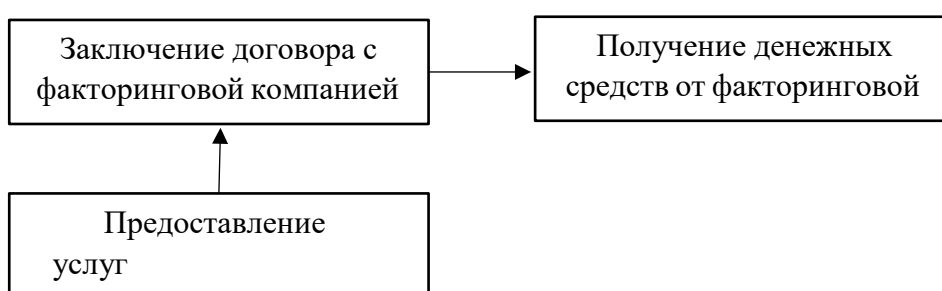 Заключение договора с
факторинговой компанией
Получение денежных
средств от факторинговой
Предоставление
услуг